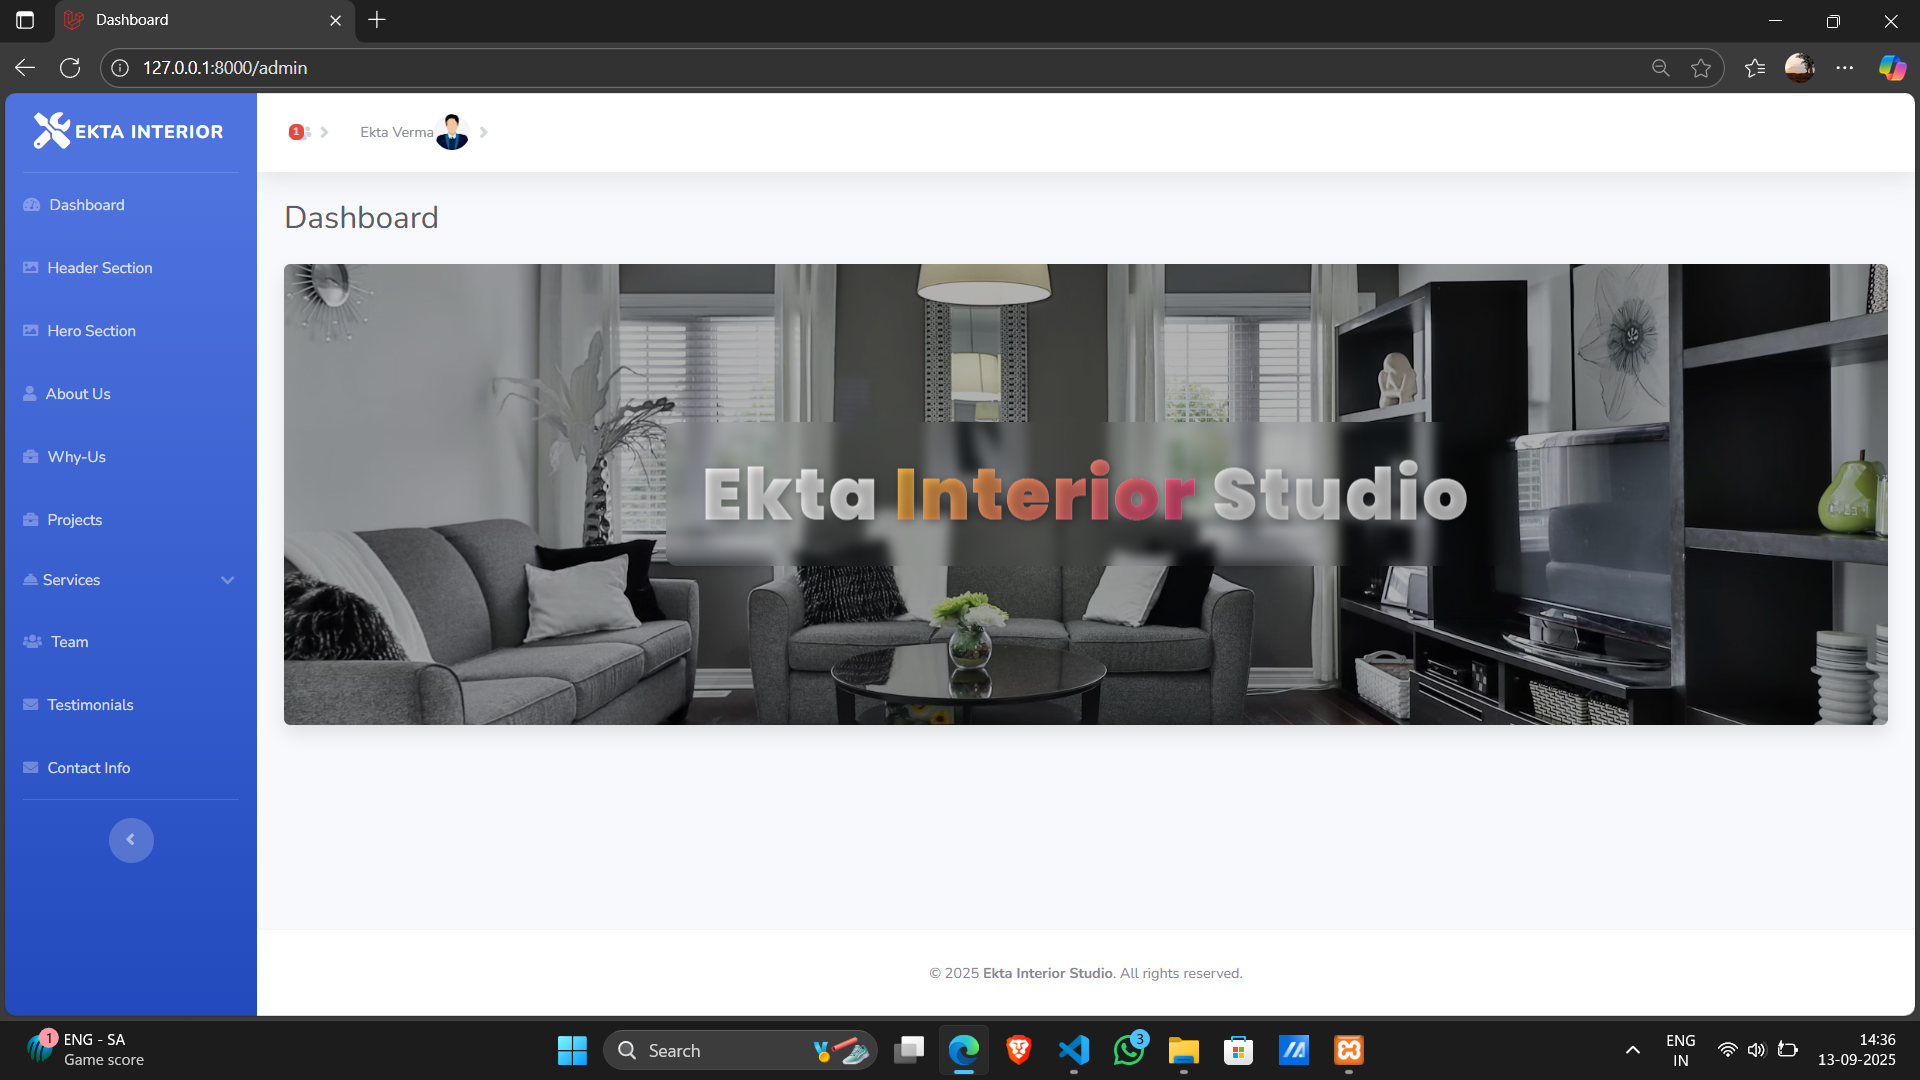 Dashboard
127.0.0.1:8000/admin
EKTA INTERIOR
1
Ekta Verma
Dashboard
Header Section
Hero Section
About Us
Why-Us
Projects
Services
Team
Testimonials
Contact Info
Dashboard
Ekta Interior Studio
© 2025 Ekta Interior Studio. All rights reserved.
1
ENG - SA
Game score
Search
3
ENG
IN
14:36
13-09-2025